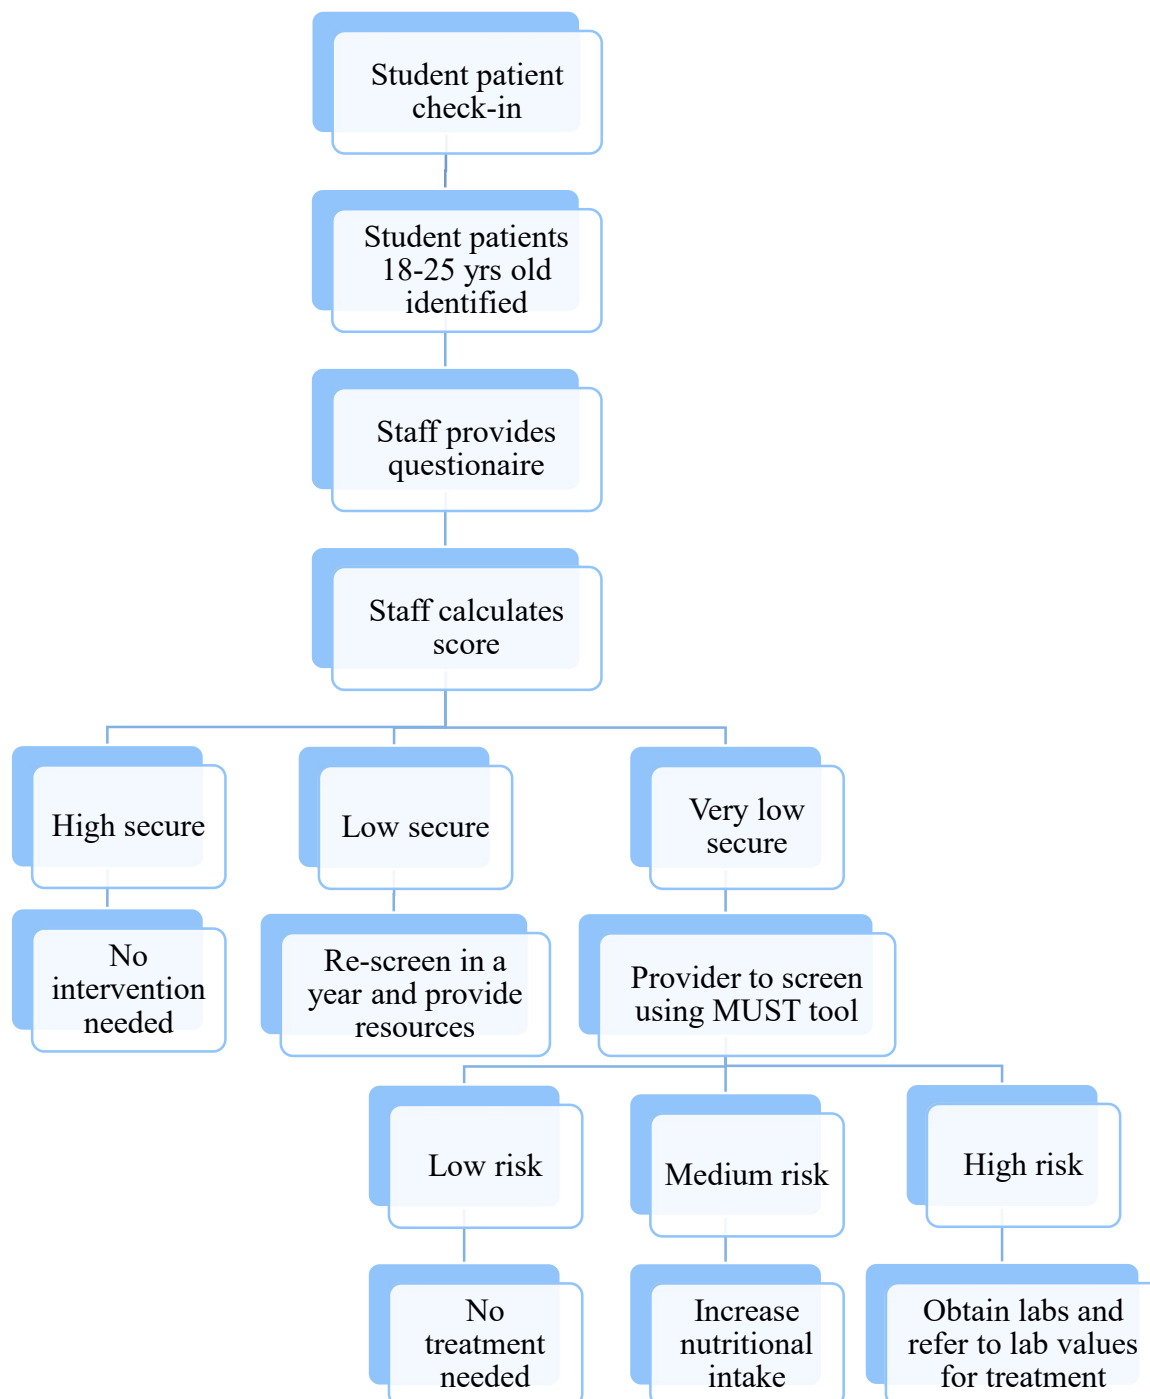 Student patient
check-in
Student patients
18-25 yrs old
identified
Staff provides
questionaire
Staff calculates
score
High secure
Low secure
Very low
secure
No
intervention
needed
Re-screen in a
year and provide
resources
Provider to screen
using MUST tool
Low risk
Medium risk
High risk
No
treatment
needed
Increase
nutritional
intake
Obtain labs and
refer to lab values
for treatment